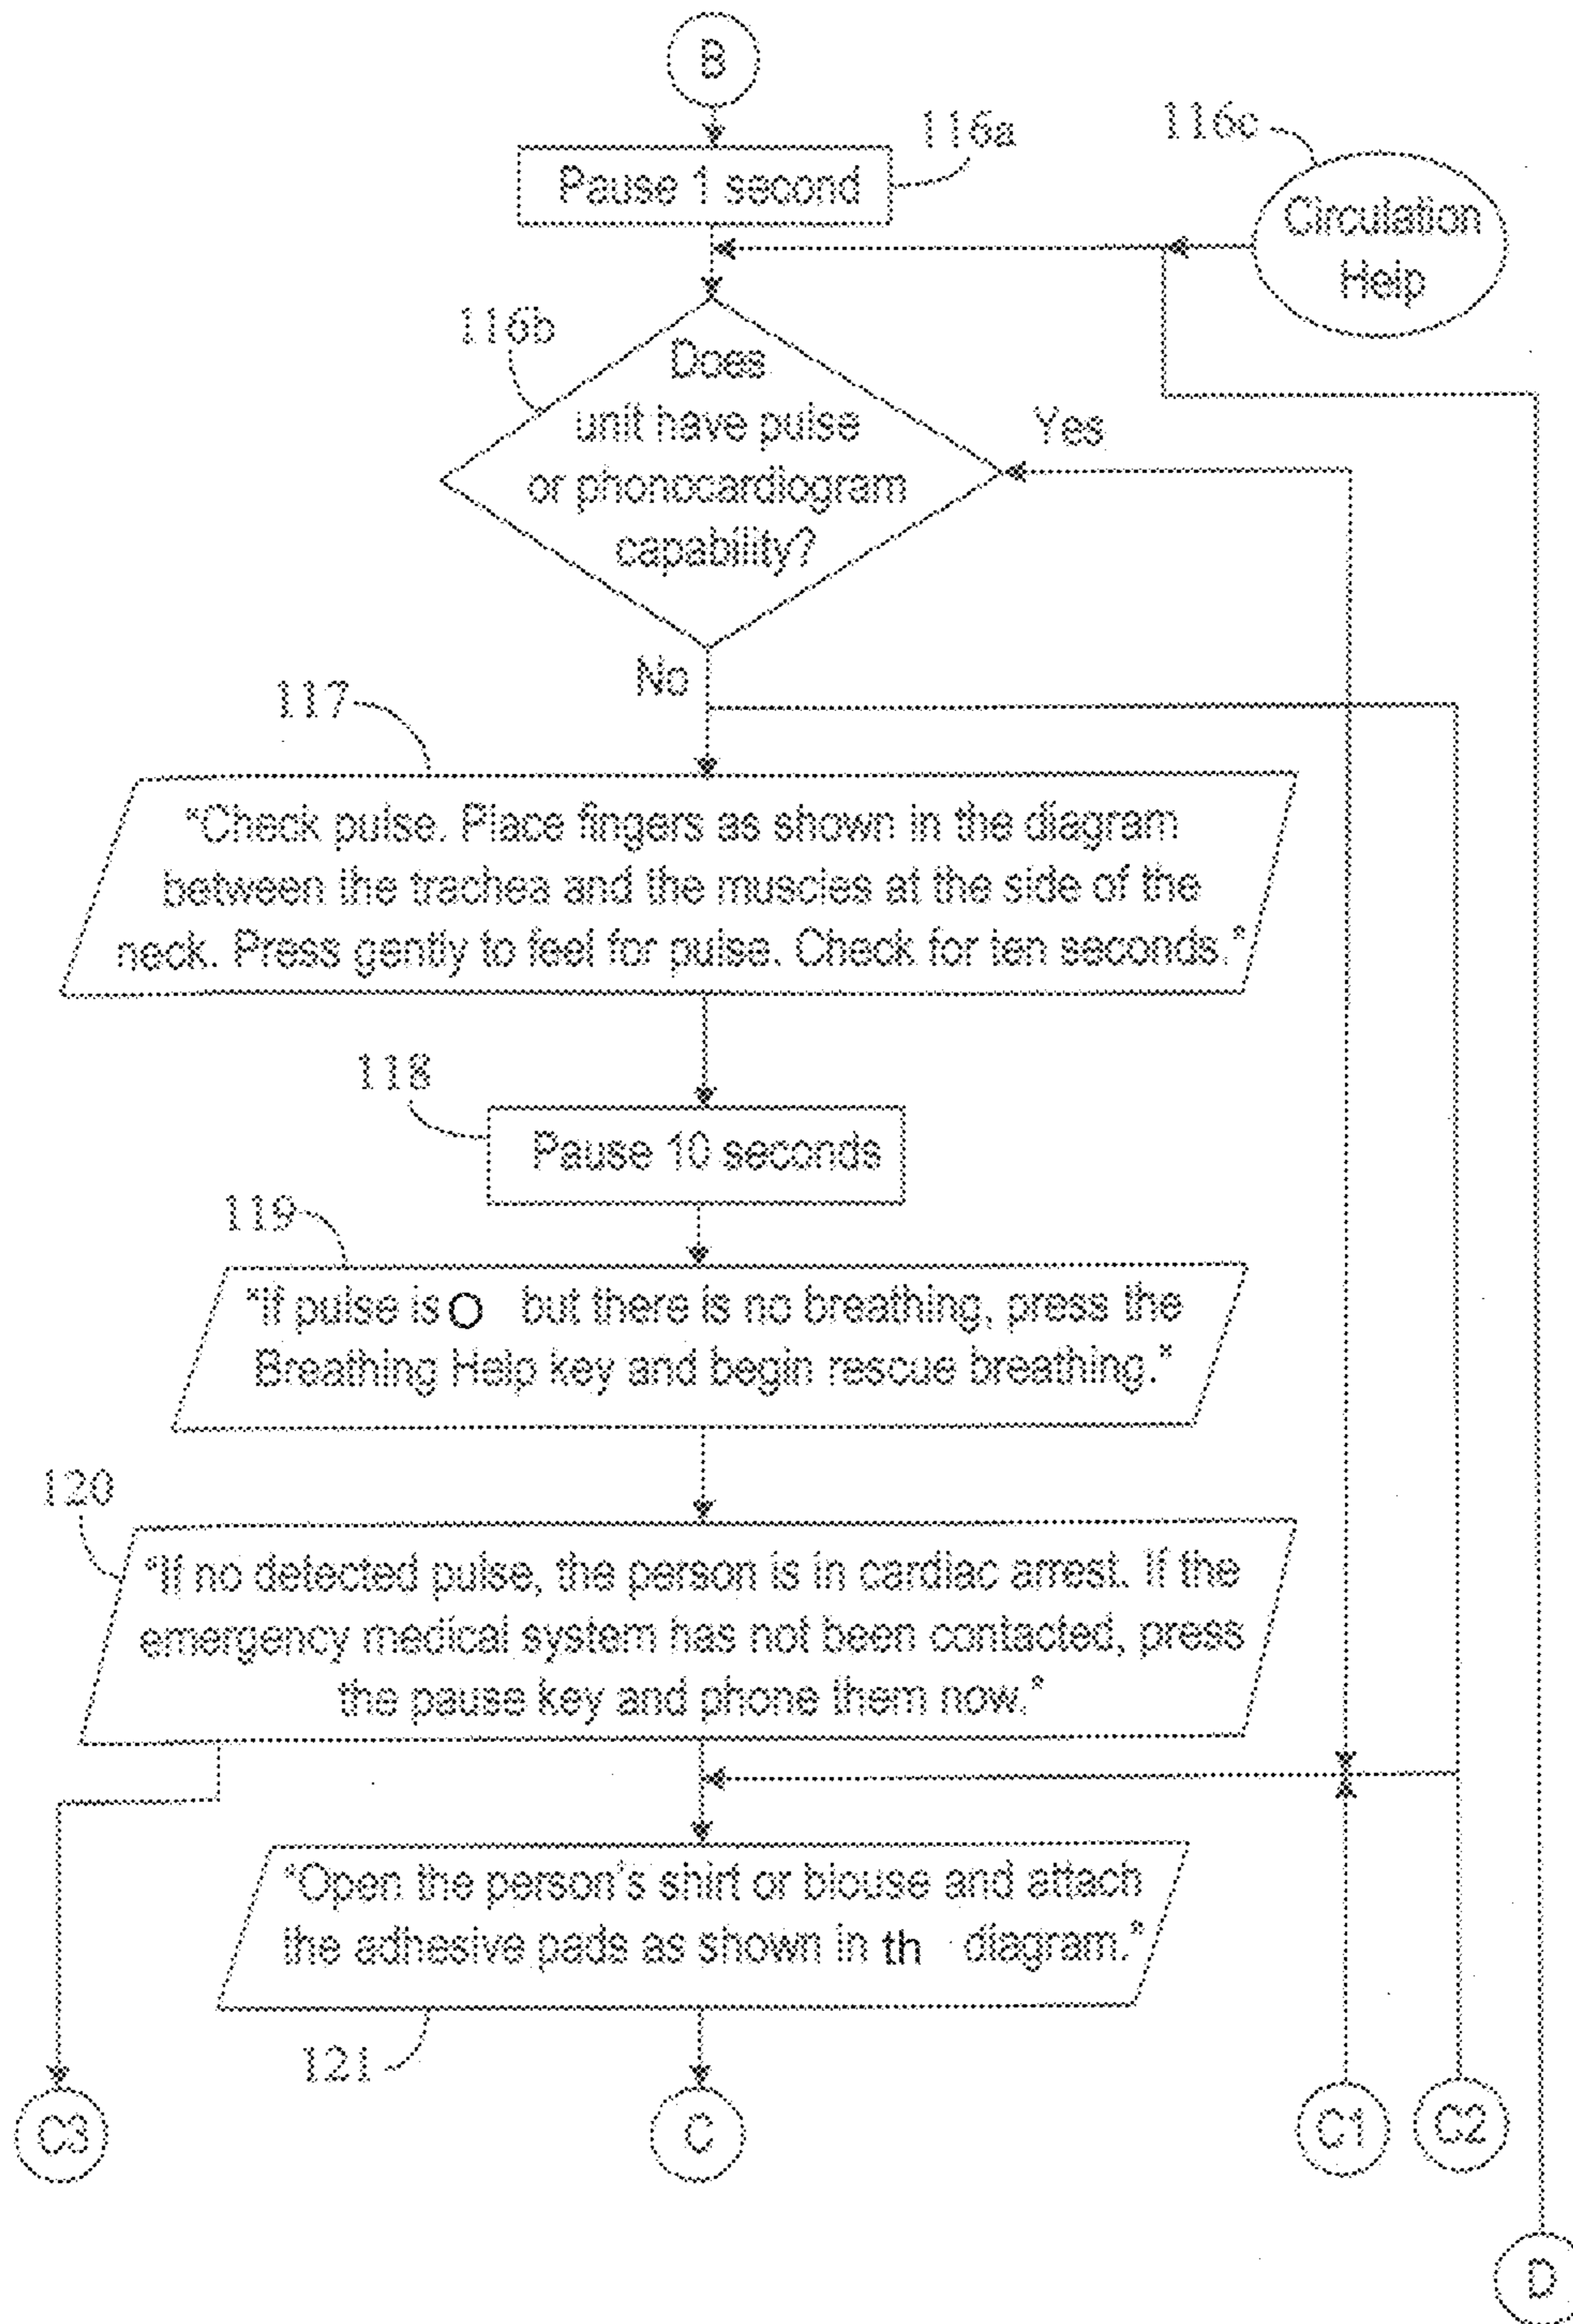 B
116a
Pause 1 second
116c
Circulation
Help
116b
Does
unit have pulse
or phonocardiogram
capability?
Yes
No
117
"Check pulse. Place fingers as shown in the diagram
between the trachea and the muscles at the side of the
neck. Press gently to feel for pulse. Check for ten seconds."
118
Pause 10 seconds
119
"If pulse is O but there is no breathing, press the
Breathing Help key and begin rescue breathing."
120
"If no detected pulse, the person is in cardiac arrest. If the
emergency medical system has not been contacted, press
the pause key and phone them now."
"Open the person's shirt or blouse and attach
the adhesive pads as shown in th diagram."
121
C3
C
C1
C2
D